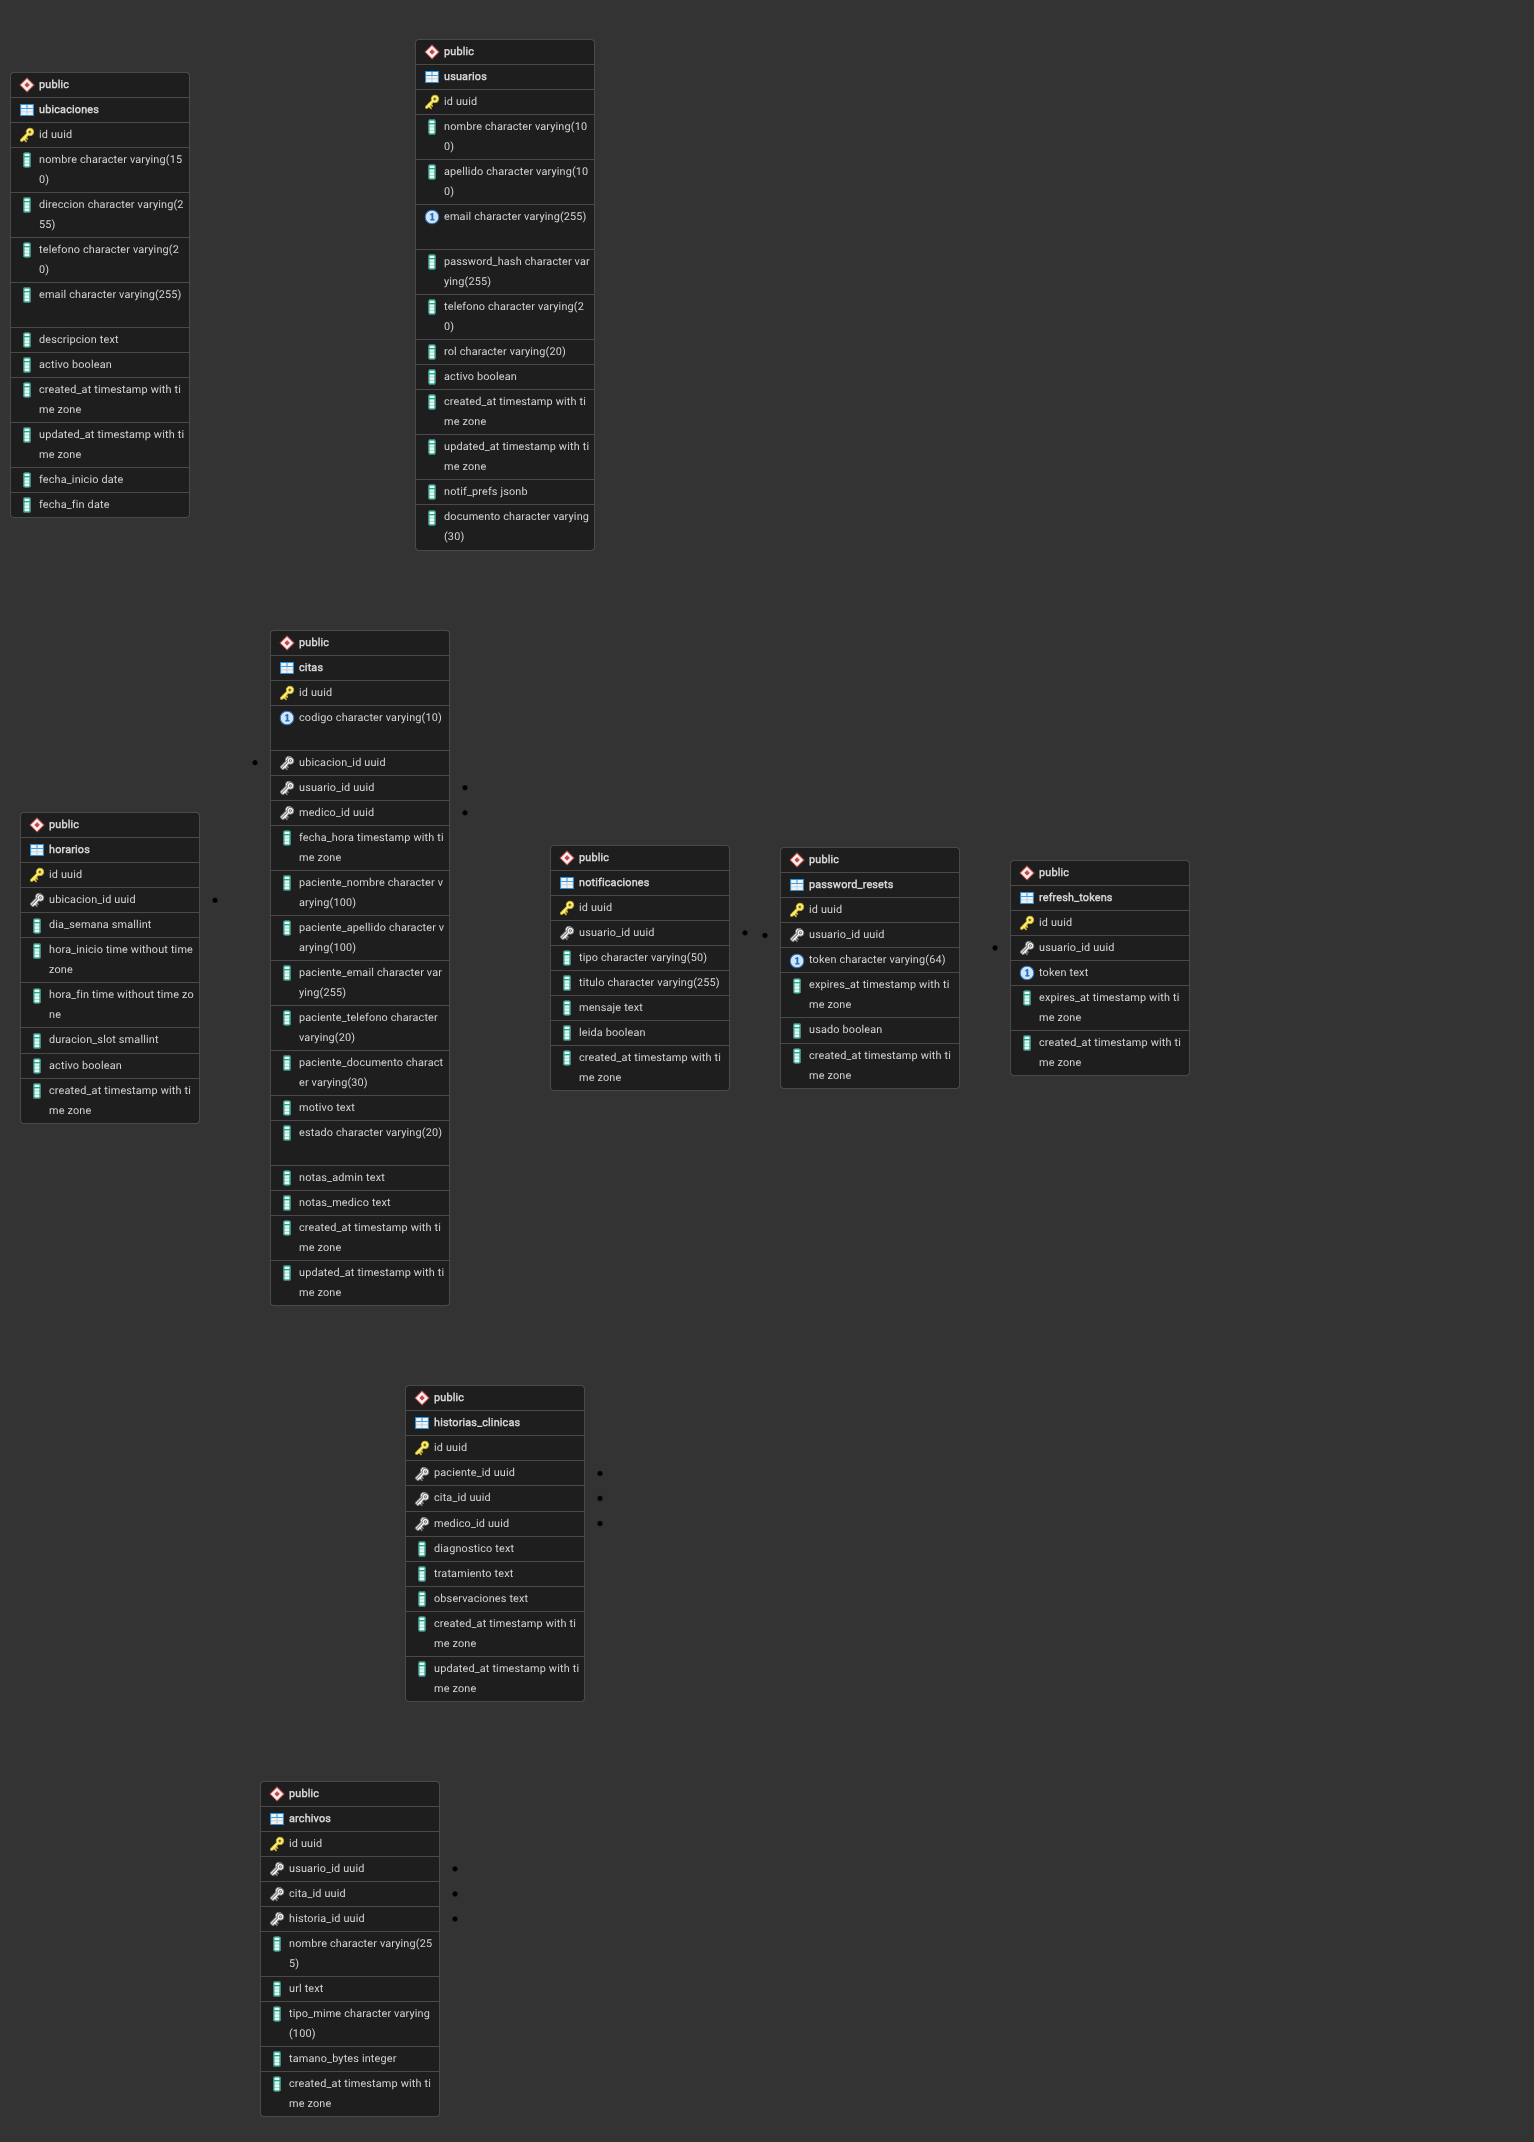 public
ubicaciones
id uuid
nombre character varying(15
0)
direccion character varying(2
55)
telefono character varying(2
0)
email character varying(255)
descripcion text
activo boolean
created_at timestamp with ti
me zone
updated_at timestamp with ti
me zone
fecha_inicio date
fecha_fin date
public
usuarios
id uuid
nombre character varying(10
0)
apellido character varying(10
0)
1
email character varying(255)
password_hash character var
ying(255)
telefono character varying(2
0)
rol character varying(20)
activo boolean
created_at timestamp with ti
me zone
updated_at timestamp with ti
me zone
notif_prefs jsonb
documento character varying
(30)
public
horarios
id uuid
ubicacion_id uuid
dia_semana smallint
hora_inicio time without time
zone
hora_fin time without time zo
ne
duracion_slot smallint
activo boolean
created_at timestamp with ti
me zone
public
citas
id uuid
1
codigo character varying(10)
ubicacion_id uuid
usuario_id uuid
medico_id uuid
fecha_hora timestamp with ti
me zone
paciente_nombre character v
arying(100)
paciente_apellido character v
arying(100)
paciente_email character var
ying(255)
paciente_telefono character
varying(20)
paciente_documento charact
er varying(30)
motivo text
estado character varying(20)
notas_admin text
notas_medico text
created_at timestamp with ti
me zone
updated_at timestamp with ti
me zone
public
notificaciones
id uuid
usuario_id uuid
tipo character varying(50)
titulo character varying(255)
mensaje text
leida boolean
created_at timestamp with ti
me zone
public
password_resets
id uuid
usuario_id uuid
1
token character varying(64)
expires_at timestamp with ti
me zone
usado boolean
created_at timestamp with ti
me zone
public
refresh_tokens
id uuid
usuario_id uuid
1
token text
expires_at timestamp with ti
me zone
created_at timestamp with ti
me zone
public
historias_clinicas
id uuid
paciente_id uuid
cita_id uuid
medico_id uuid
diagnostico text
tratamiento text
observaciones text
created_at timestamp with ti
me zone
updated_at timestamp with ti
me zone
public
archivos
id uuid
usuario_id uuid
cita_id uuid
historia_id uuid
nombre character varying(25
5)
url text
tipo_mime character varying
(100)
tamano_bytes integer
created_at timestamp with ti
me zone